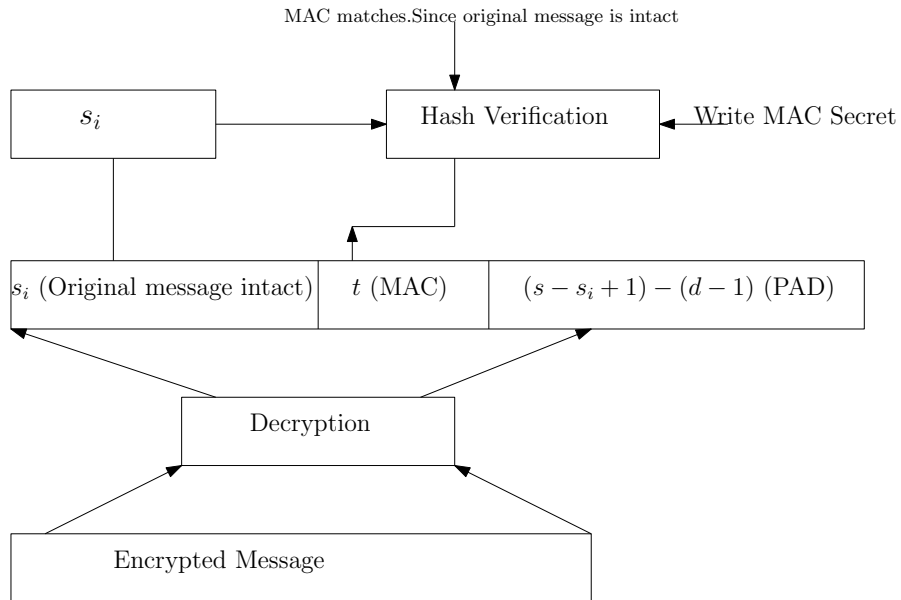 MAC matches.Since original message is intact
s_i
Hash Verification
Write MAC Secret
s_i (Original message intact)
t (MAC)
(s − s_i + 1) − (d − 1) (PAD)
Decryption
Encrypted Message